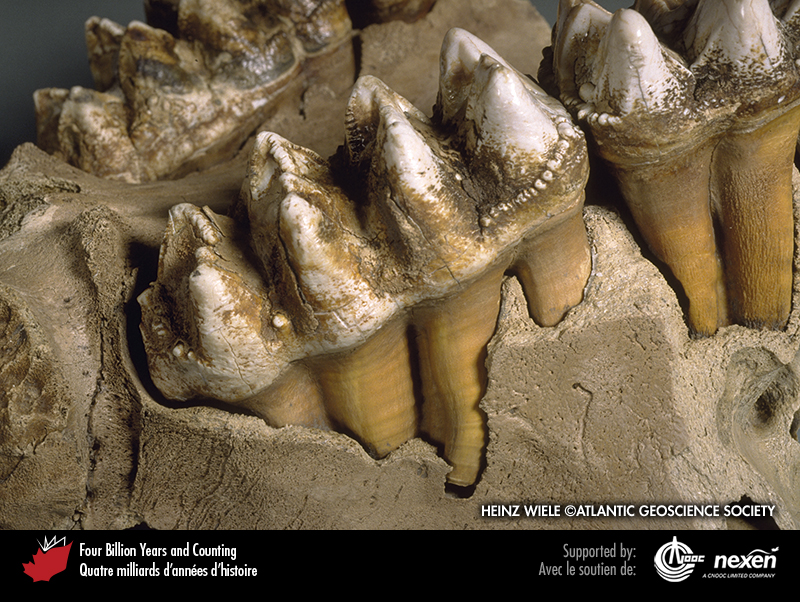 HEINZ WIELE ©ATLANTIC GEOSCIENCE SOCIETY
Four Billion Years and Counting
Quatre milliards d'années d'histoire
Supported by:
Avec le soutien de:
CNOOC
nexen
A CNOOC LIMITED COMPANY